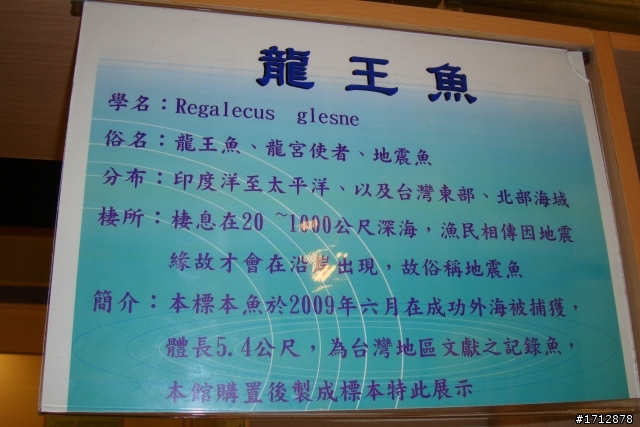 龍王魚
學名：Regalecus glesne
俗名：龍王魚、龍宮使者、地震魚
分布：印度洋至太平洋、以及台灣東部、北部海域
棲所：棲息在20 ~1000公尺深海，漁民相傳因地震
緣故才會在沿岸出現，故俗稱地震魚
簡介：本標本魚於2009年六月在成功外海被捕獲，
體長5.4公尺，為台灣地區文獻之記錄魚，
本館購置後製成標本特此展示
#1712878